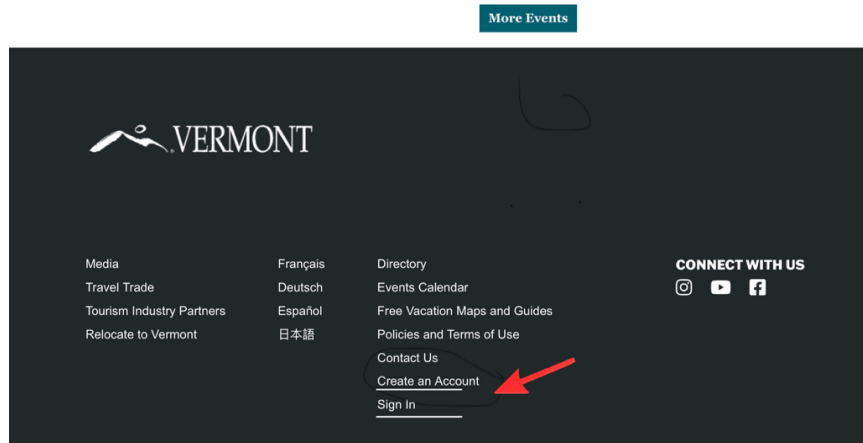 More Events
VERMONT
Media
Travel Trade
Tourism Industry Partners
Relocate to Vermont
Français
Deutsch
Español
日本語
Directory
Events Calendar
Free Vacation Maps and Guides
Policies and Terms of Use
Contact Us
Create an Account
Sign In
CONNECT WITH US